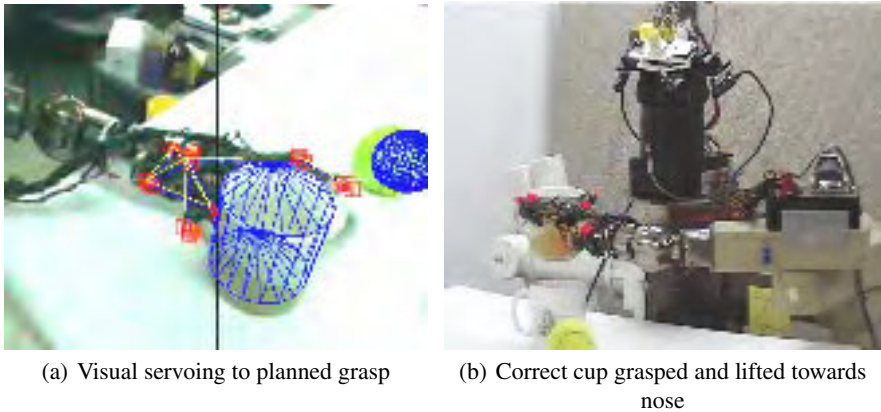 (a) Visual servoing to planned grasp
(b) Correct cup grasped and lifted towards
nose